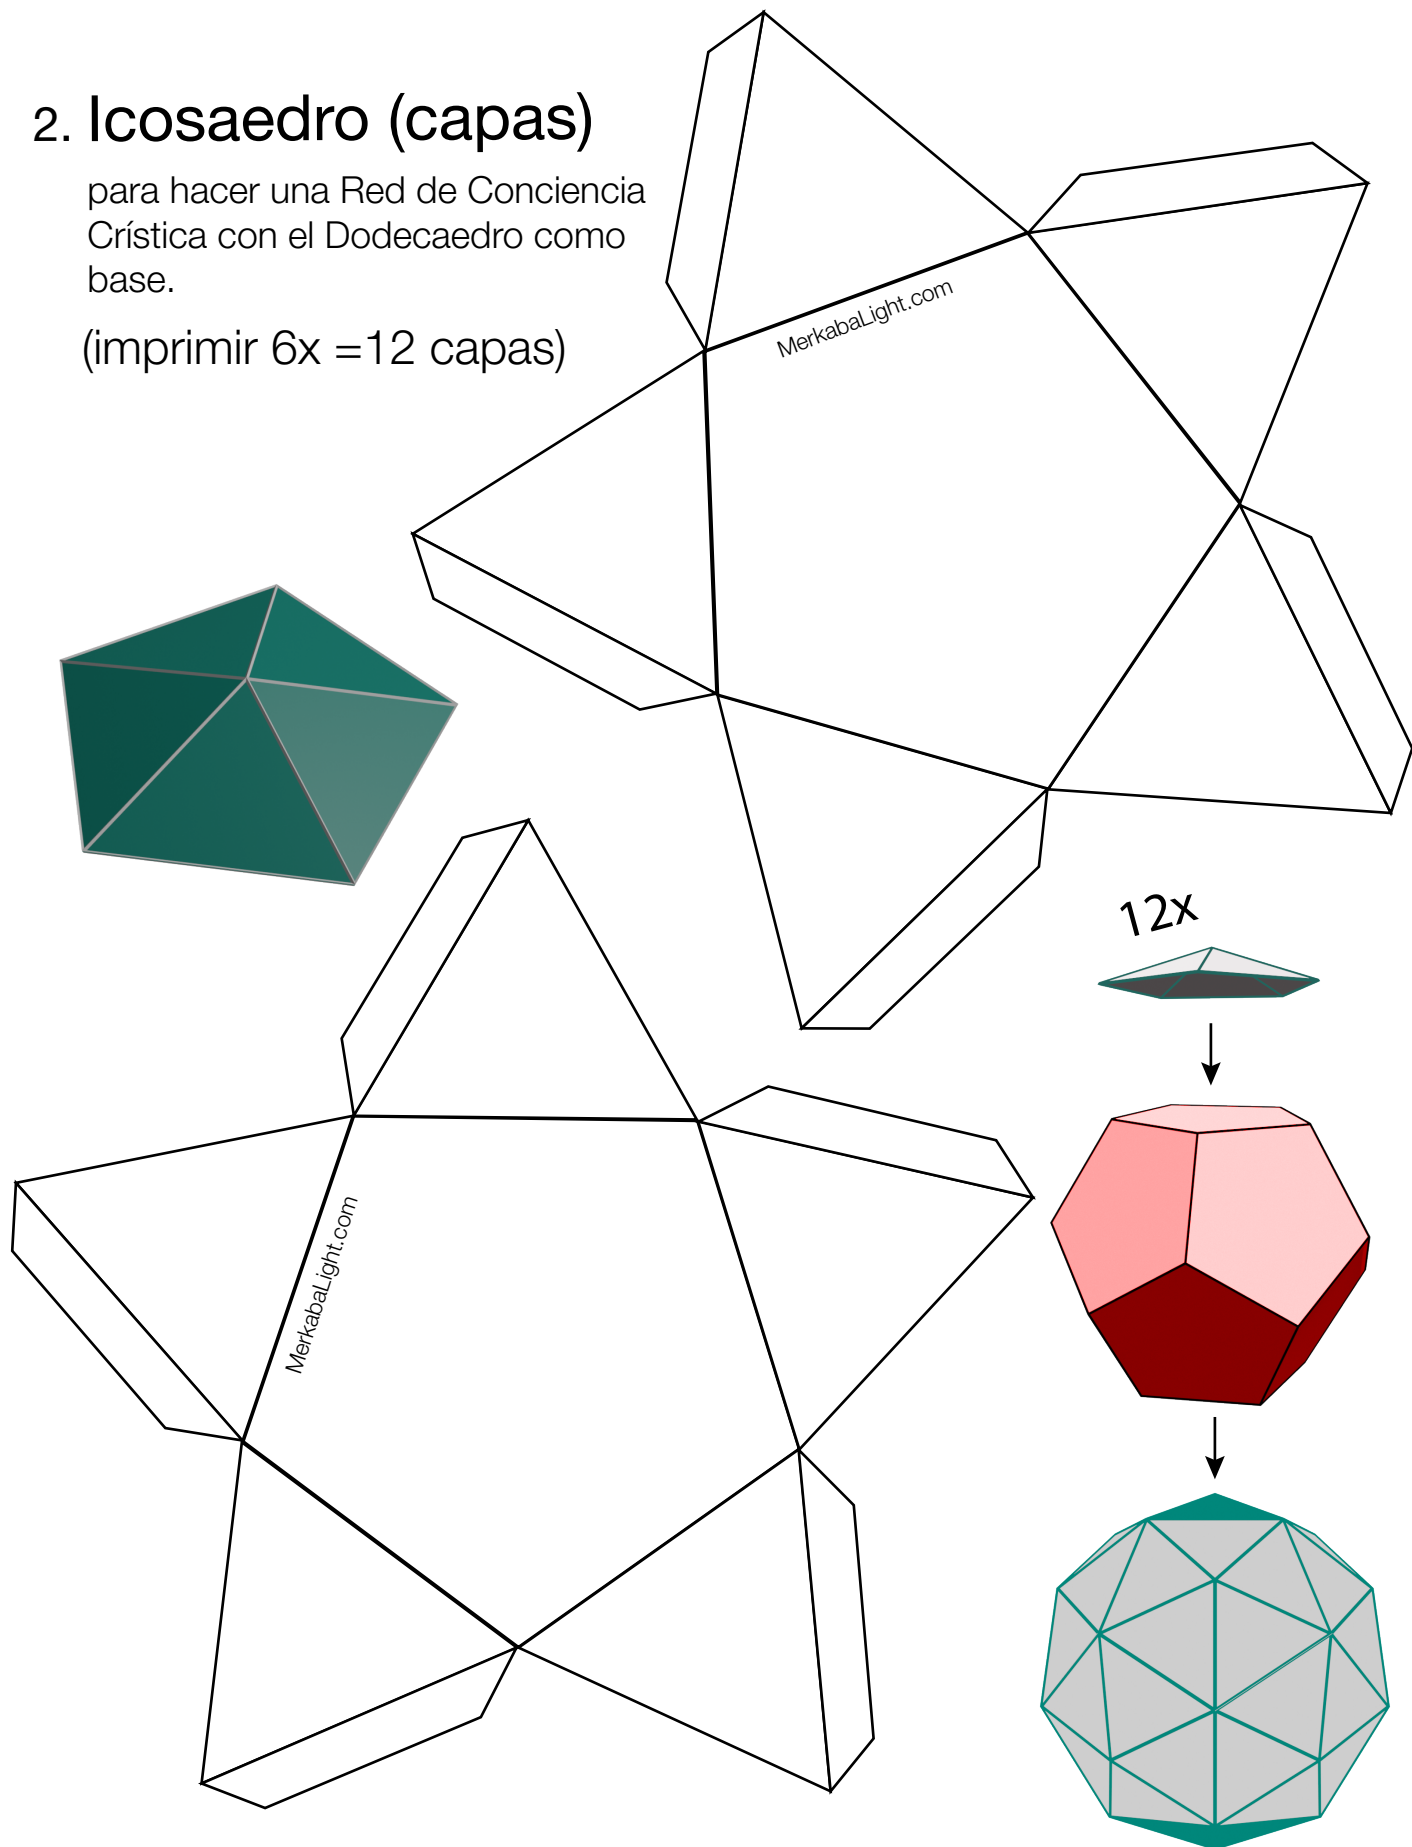 2. Icosaedro (capas)
para hacer una Red de Conciencia
Crística con el Dodecaedro como
base.
(imprimir 6x =12 capas)
MerkabaLight.com
12x
MerkabaLight.com